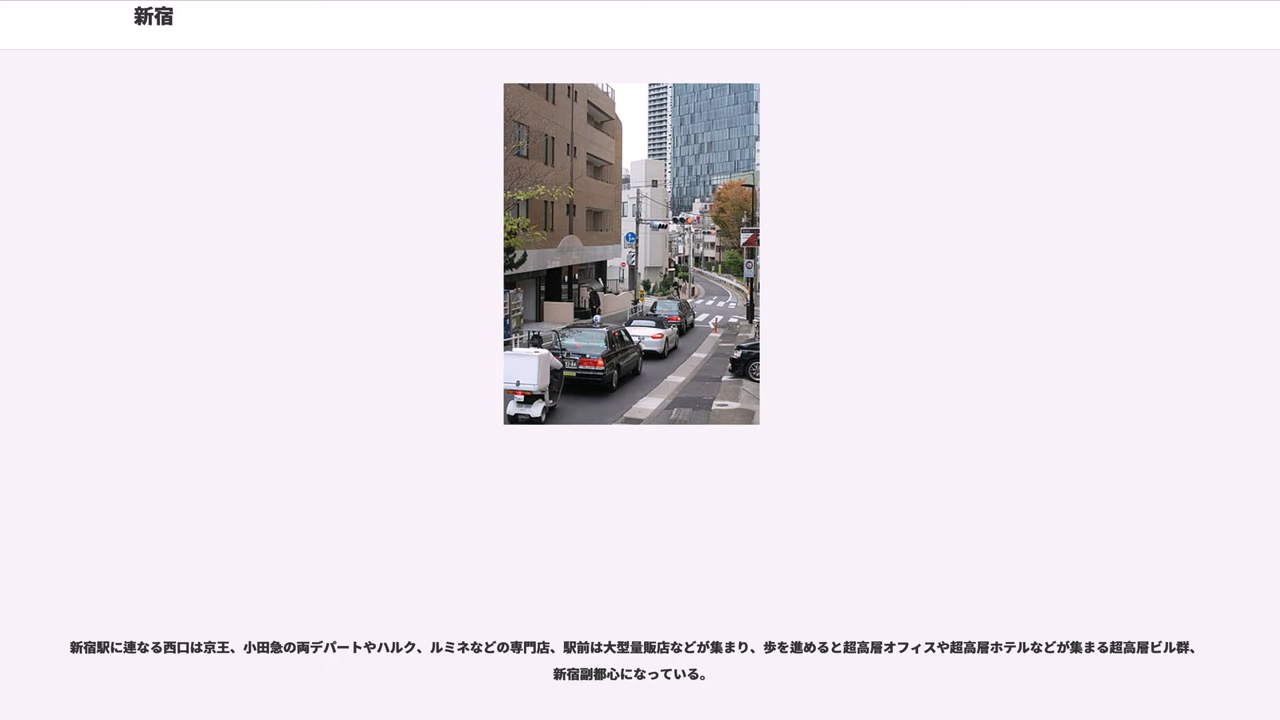 新宿
新宿駅に連なる西口は京王、小田急の両デパートやハルク、ルミネなどの専門店、駅前は大型量販店などが集まり、歩を進めると超高層オフィスや超高層ホテルなどが集まる超高層ビル群、
新宿副都心になっている。